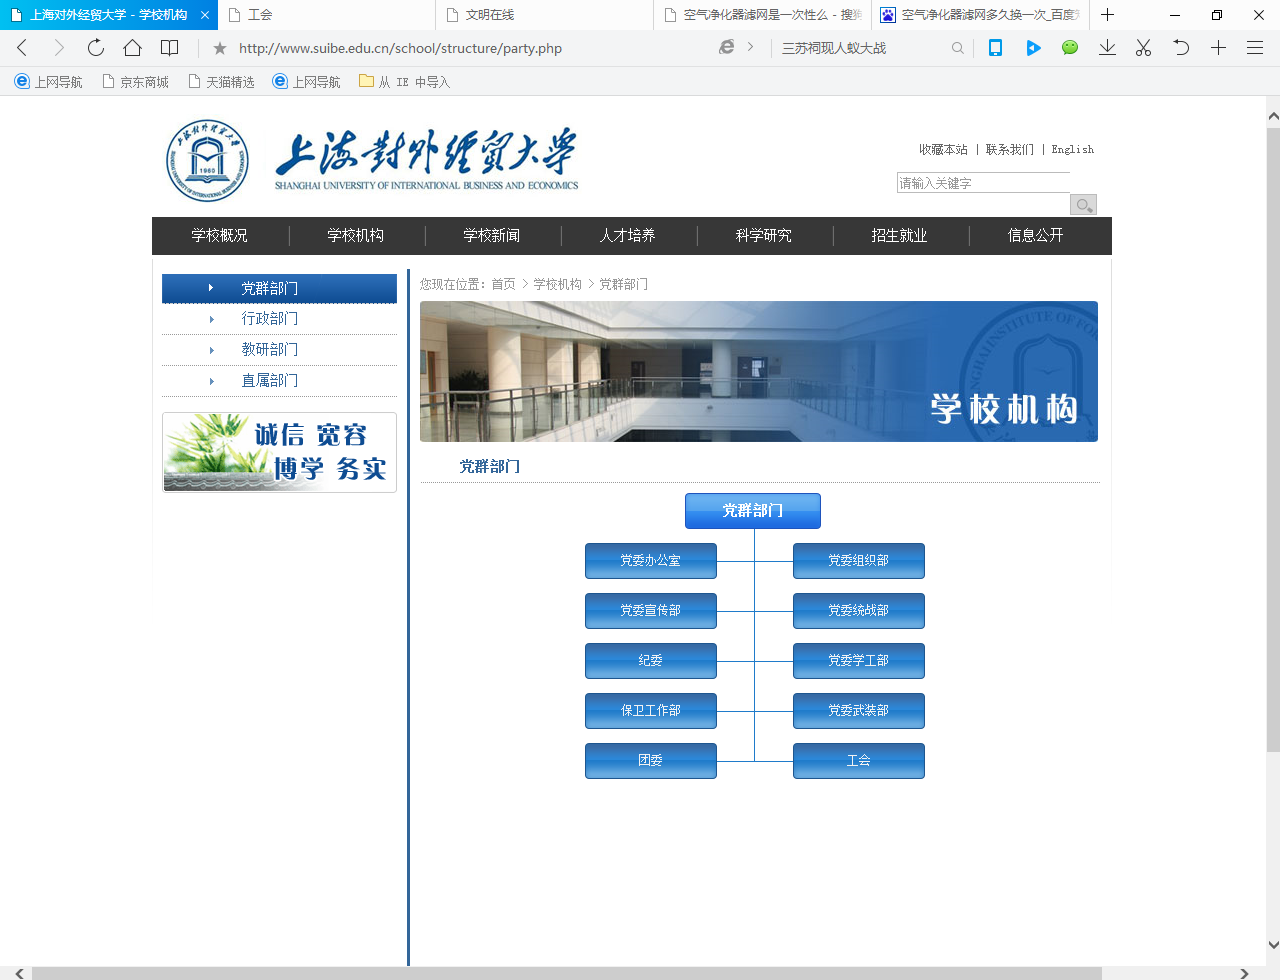 上海对外经贸大学 - 学校机构
工会
文明在线
空气净化器滤网是一次性么 - 搜狗
空气净化器滤网多久换一次_百度
http://www.suibe.edu.cn/school/structure/party.php
三苏祠现人蚁大战
上网导航
京东商城
天猫精选
上网导航
从 IE 中导入
上海對外經贸大学
SHANGHAI UNIVERSITY OF INTERNATIONAL BUSINESS AND ECONOMICS
1960
收藏本站 | 联系我们 | English
请输入关键字
学校概况
学校机构
学校新闻
人才培养
科学研究
招生就业
信息公开
党群部门
行政部门
教研部门
直属部门
诚信 宽容
博学 务实
您现在位置：首页 > 学校机构 > 党群部门
学校机构
党群部门
党群部门
党委办公室
党委组织部
党委宣传部
党委统战部
纪委
党委学工部
保卫工作部
党委武装部
团委
工会